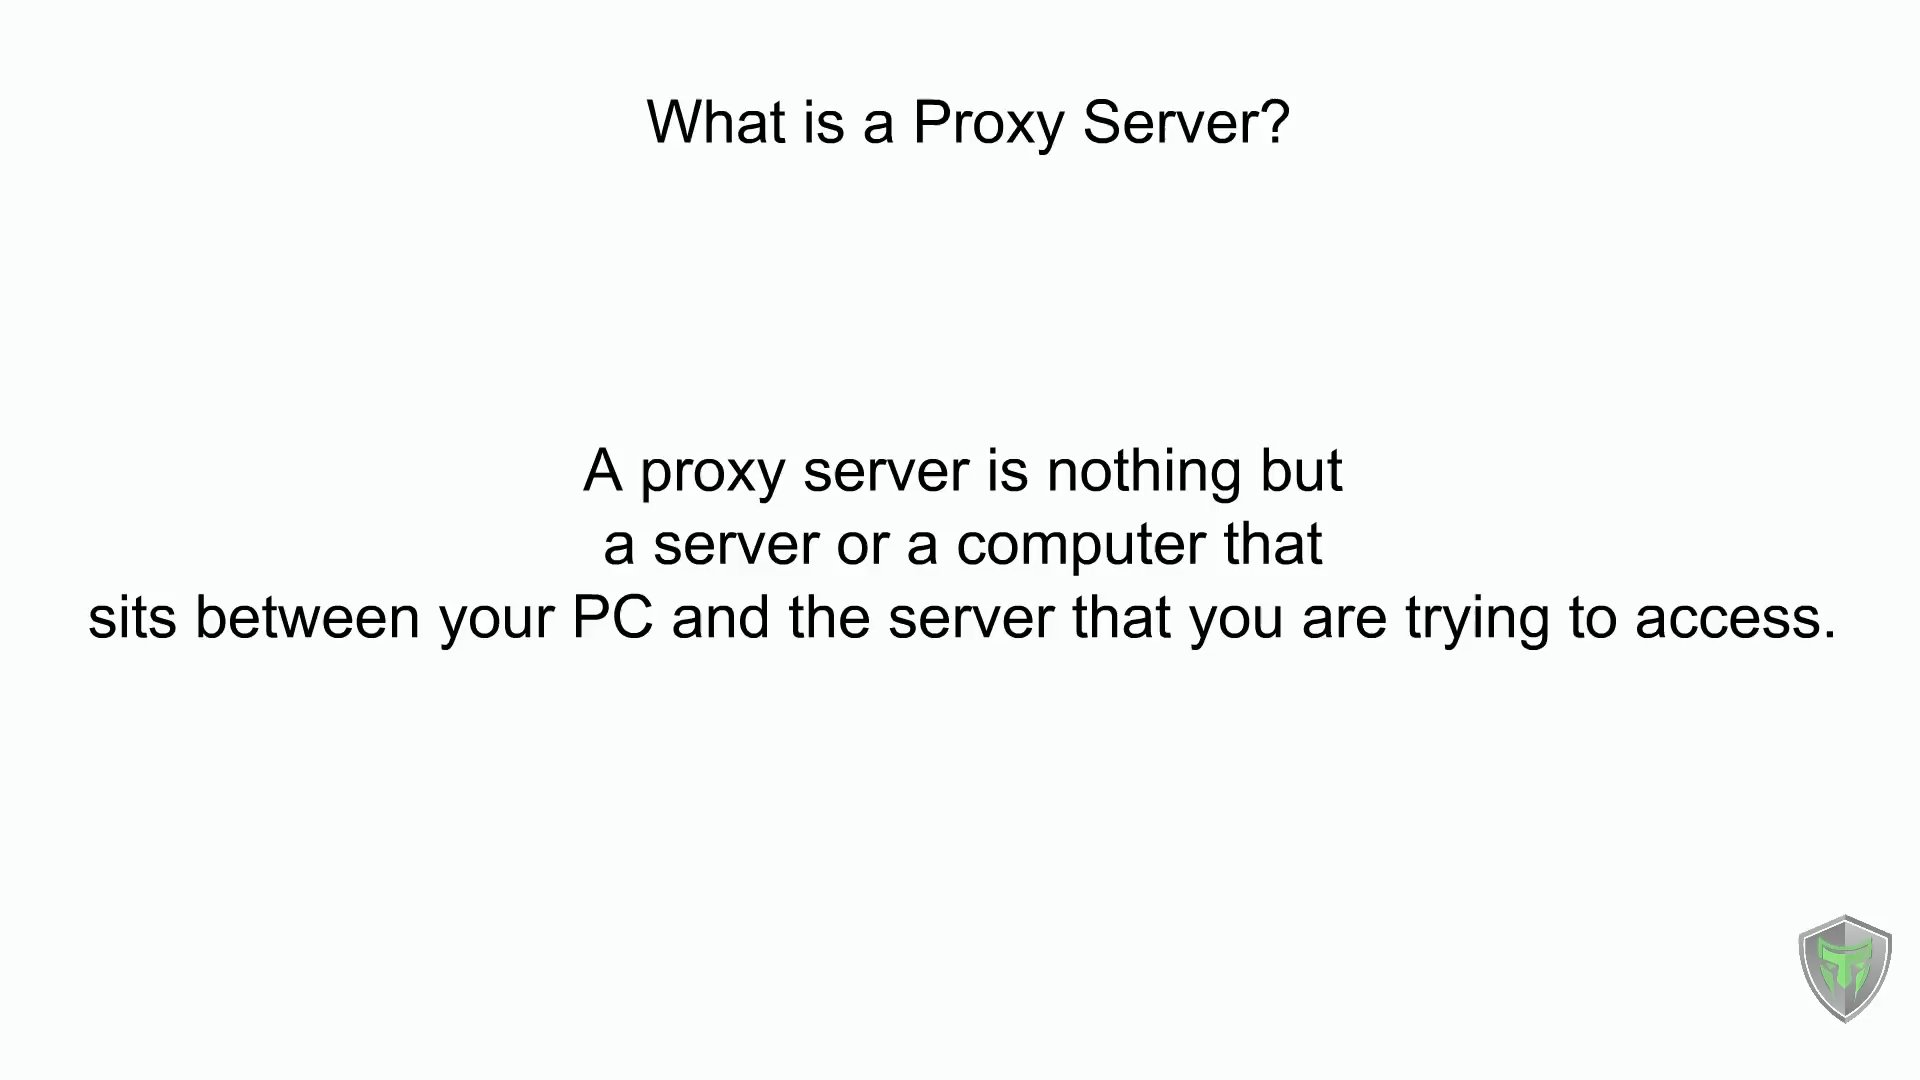 What is a Proxy Server?
A proxy server is nothing but
a server or a computer that
sits between your PC and the server that you are trying to access.